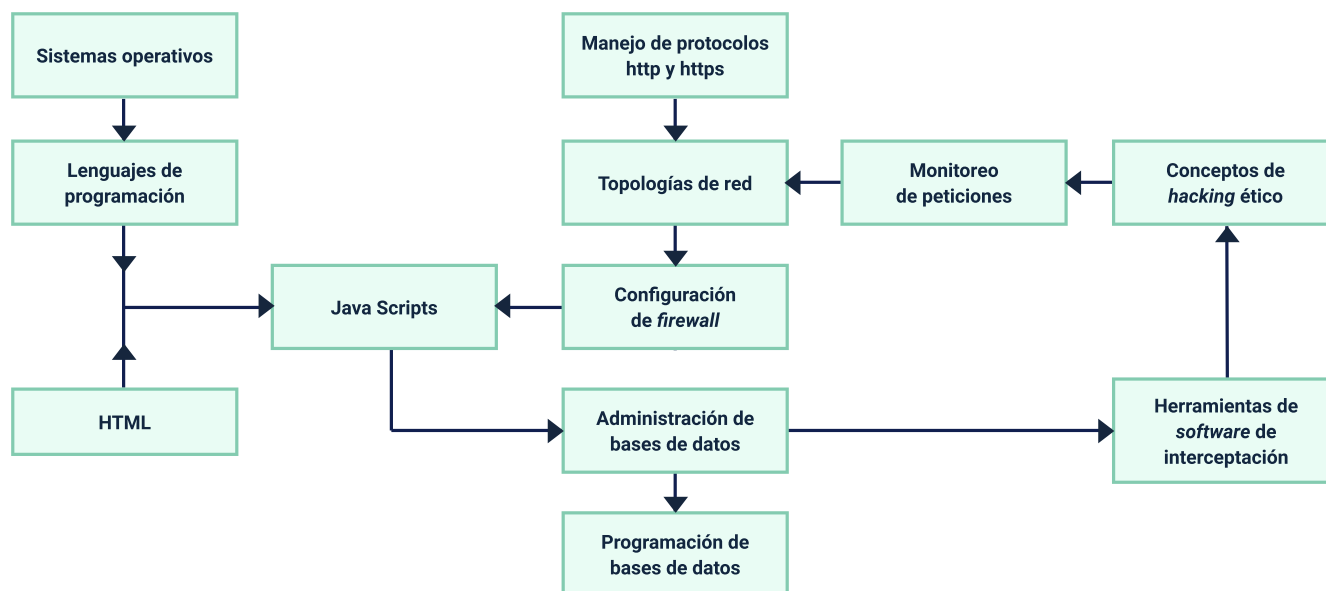 Sistemas operativos
Manejo de protocolos
http y https
Lenguajes de
programación
Topologías de red
Monitoreo
de peticiones
Conceptos de
hacking ético
Java Scripts
Configuración
de firewall
HTML
Administración de
bases de datos
Herramientas de
software de
interceptación
Programación de
bases de datos